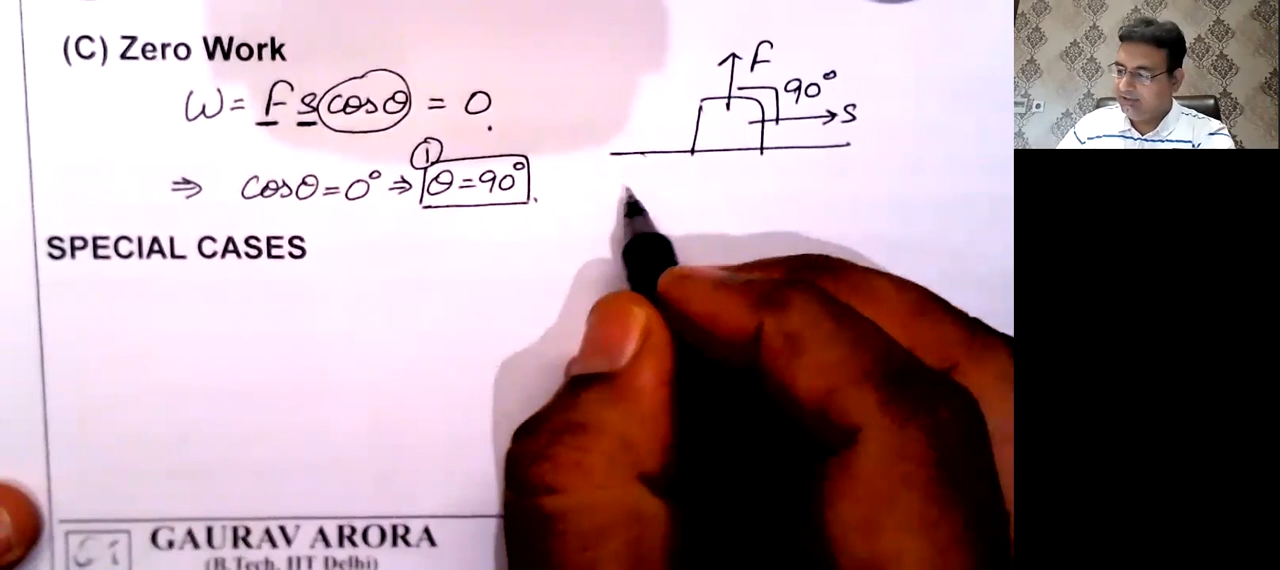 (C) Zero Work
W = F s cosθ = 0.
F
90°
s
①
⇒ cosθ = 0° ⇒ θ = 90°.
SPECIAL CASES
GAURAV ARORA
(B.Tech, IIT Delhi)